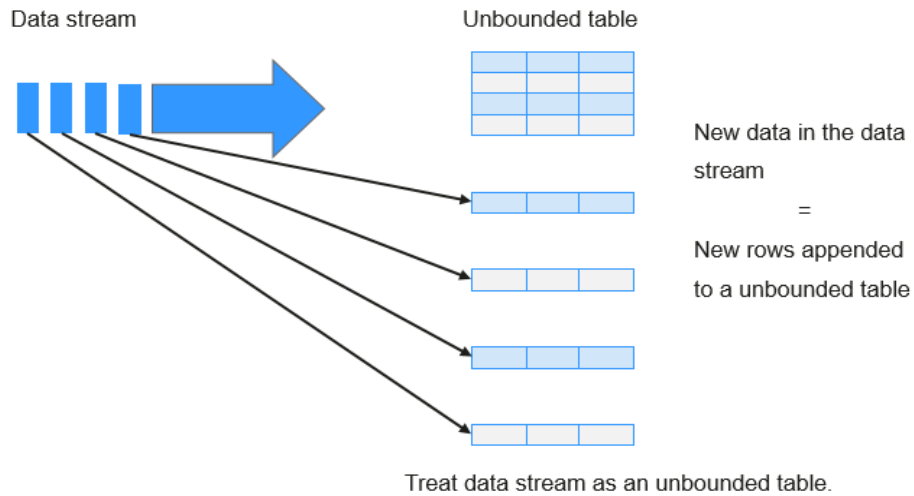 Data stream
Unbounded table
New data in the data
stream
=
New rows appended
to a unbounded table
Treat data stream as an unbounded table.